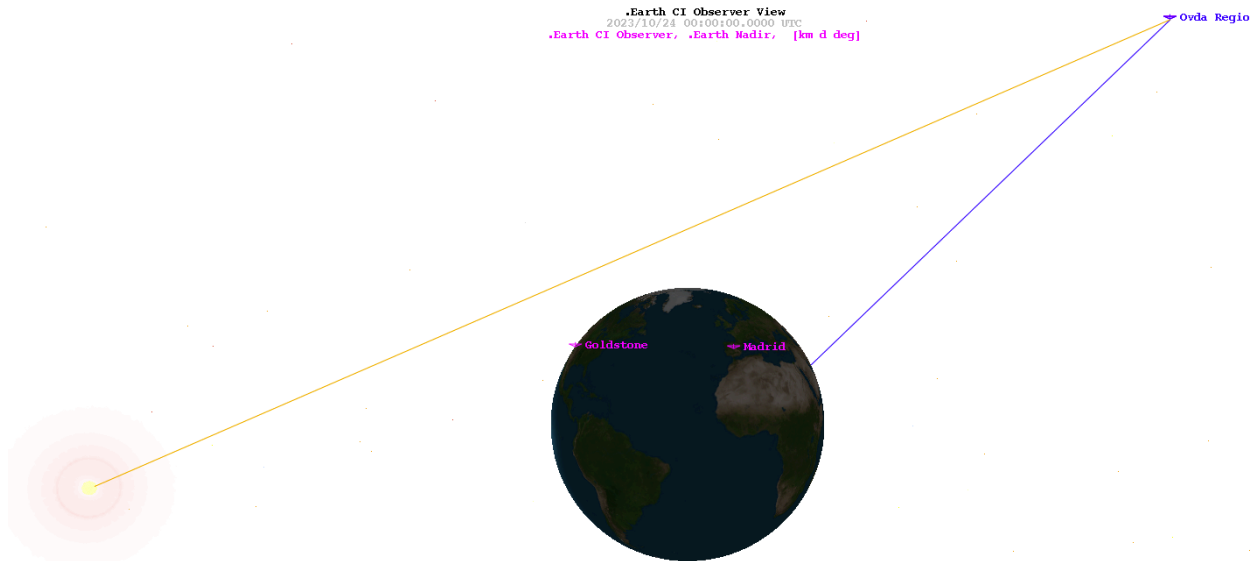 .Earth CI Observer View
2023/10/24 00:00:00.0000 UTC
.Earth CI Observer, .Earth Nadir,  [km d deg]
Ovda Regio
Goldstone
Madrid